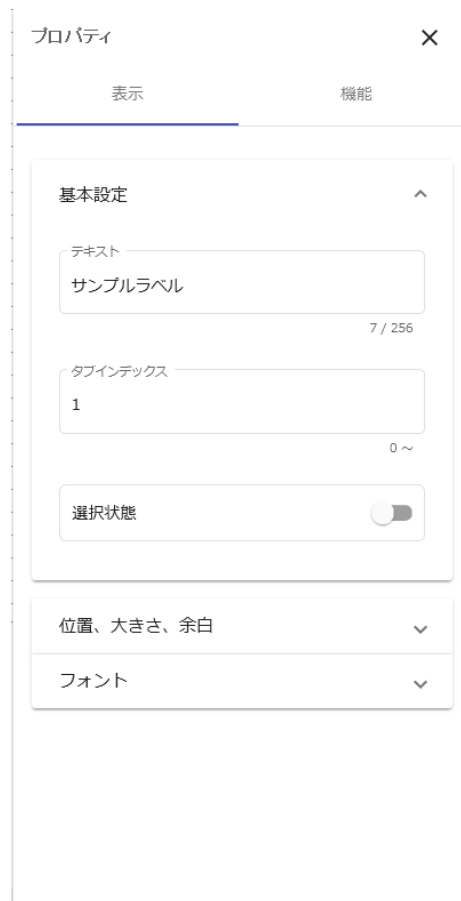 プロパティ
表示 機能
基本設定
テキスト
サンプルラベル
7 / 256
タブインデックス
1
0 ～
選択状態
位置、大きさ、余白
フォント